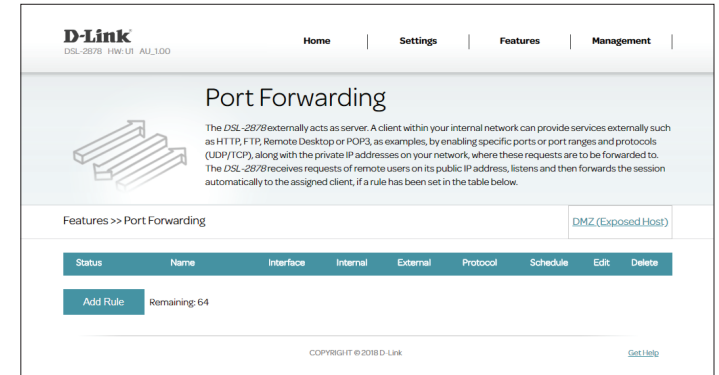 D-Link
DSL-2878 HW: U1 AU_1.00
Home
Settings
Features
Management
Port Forwarding
The DSL-2878 externally acts as server. A client within your internal network can provide services externally such
as HTTP, FTP, Remote Desktop or POP3, as examples, by enabling specific ports or port ranges and protocols
(UDP/TCP), along with the private IP addresses on your network, where these requests are to be forwarded to.
The DSL-2878 receives requests of remote users on its public IP address, listens and then forwards the session
automatically to the assigned client, if a rule has been set in the table below.
Features >> Port Forwarding
DMZ (Exposed Host)
Status Name Interface Internal External Protocol Schedule Edit Delete
Add Rule Remaining: 64
COPYRIGHT © 2018 D-Link
Get Help